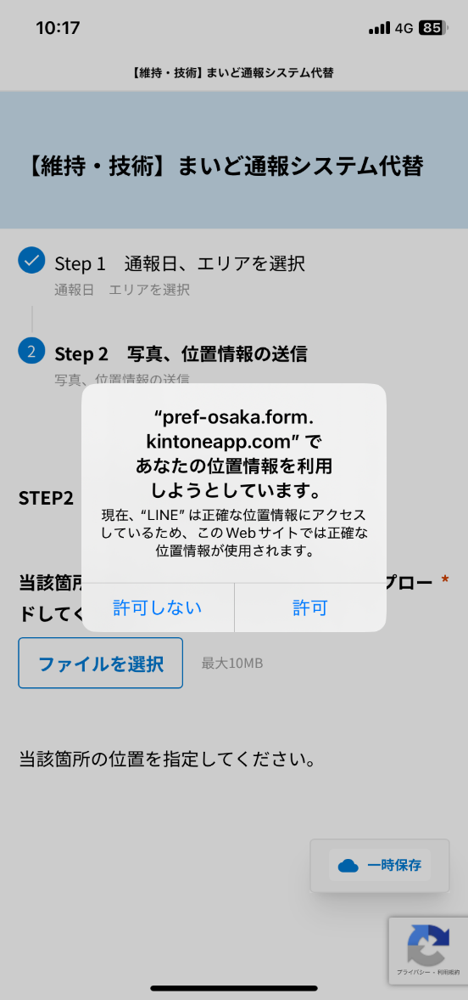 10:17
4G 85
【維持・技術】まいど通報システム代替
【維持・技術】まいど通報システム代替
Step 1　通報日、エリアを選択
通報日　エリアを選択
2
Step 2　写真、位置情報の送信
写真、位置情報の送信
“pref-osaka.form.
kintoneapp.com” で
あなたの位置情報を利用
しようとしています。
現在、“LINE” は正確な位置情報にアクセス
しているため、このWebサイトでは正確な
位置情報が使用されます。
許可しない
許可
STEP2
当該箇所 プロー *
ドして
ファイルを選択
最大10MB
当該箇所の位置を指定してください。
一時保存
プライバシー - 利用規約